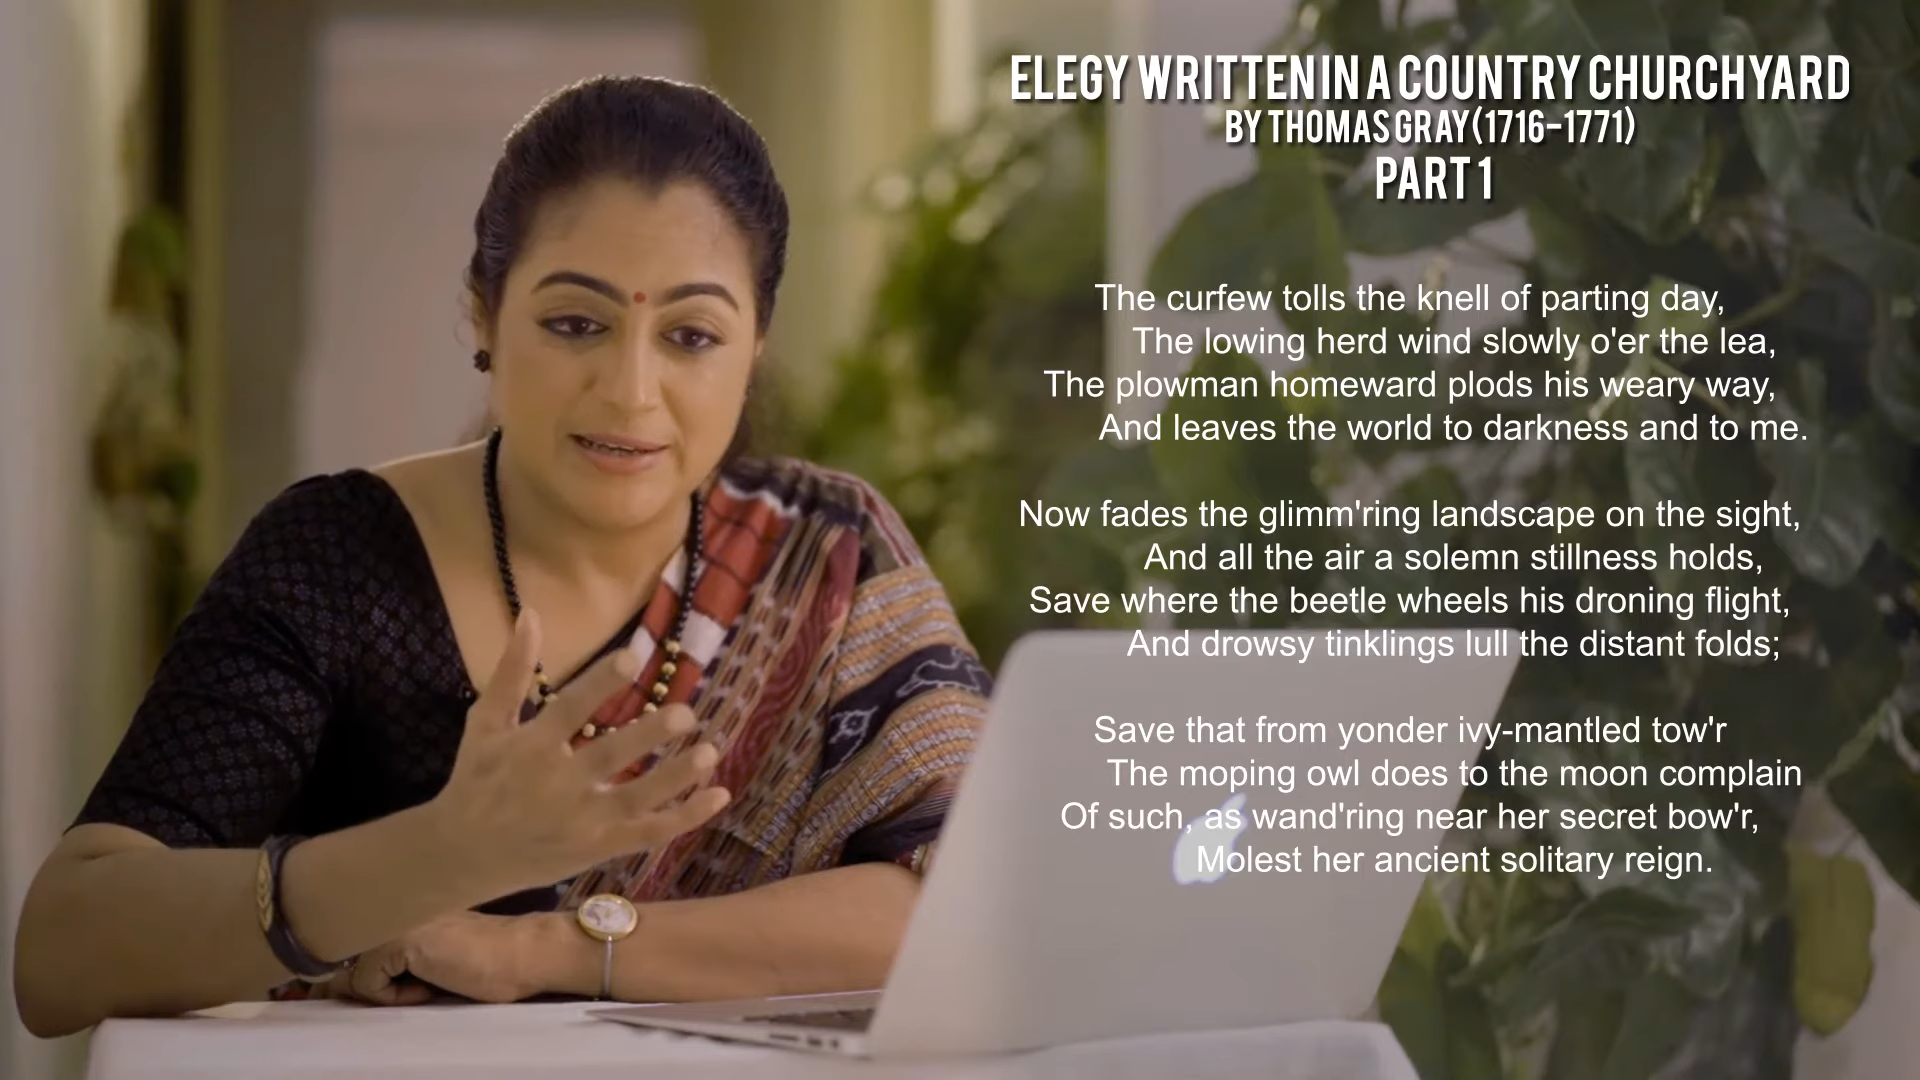 ELEGY WRITTEN IN A COUNTRY CHURCHYARD
BY THOMAS GRAY (1716-1771)
PART 1
The curfew tolls the knell of parting day,
The lowing herd wind slowly o'er the lea,
The plowman homeward plods his weary way,
And leaves the world to darkness and to me.
Now fades the glimm'ring landscape on the sight,
And all the air a solemn stillness holds,
Save where the beetle wheels his droning flight,
And drowsy tinklings lull the distant folds;
Save that from yonder ivy-mantled tow'r
The moping owl does to the moon complain
Of such, as wand'ring near her secret bow'r,
Molest her ancient solitary reign.